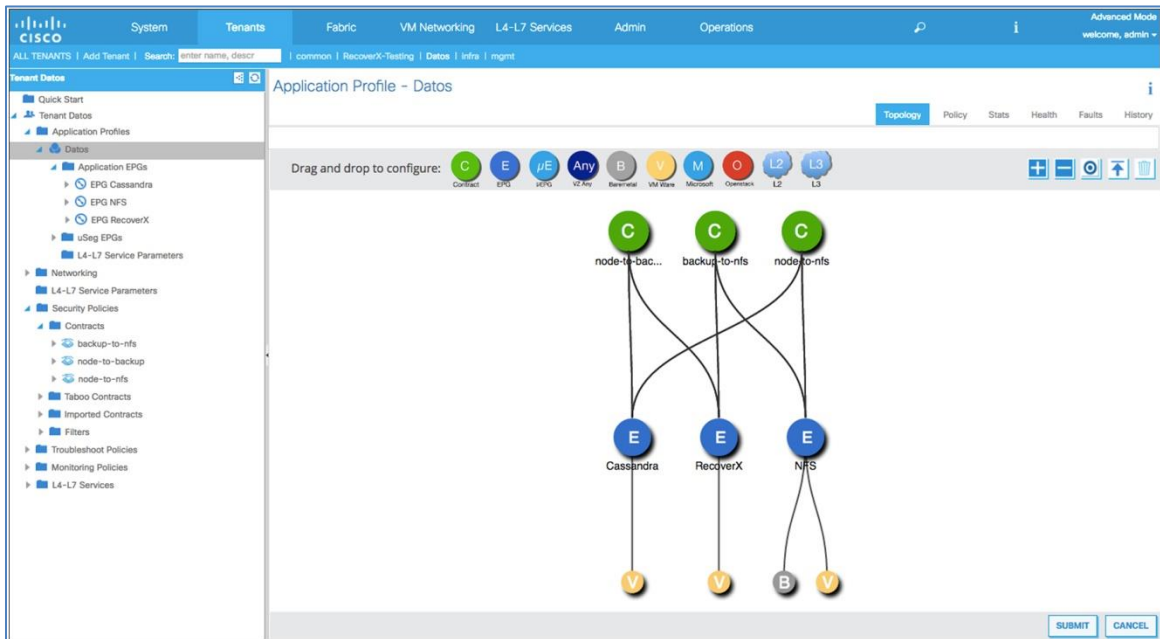 CISCO
System Tenants Fabric VM Networking L4-L7 Services Admin Operations i Advanced Mode
welcome, admin
ALL TENANTS | Add Tenant | Search: enter name, descr | common | RecoverX-Testing | Datos | infra | mgmt
Tenant Datos
Quick Start
Tenant Datos
Application Profiles
Datos
Application EPGs
EPG Cassandra
EPG NFS
EPG RecoverX
uSeg EPGs
L4-L7 Service Parameters
Networking
L4-L7 Service Parameters
Security Policies
Contracts
backup-to-nfs
node-to-backup
node-to-nfs
Taboo Contracts
Imported Contracts
Filters
Troubleshoot Policies
Monitoring Policies
L4-L7 Services
Application Profile - Datos i
Topology Policy Stats Health Faults History
Drag and drop to configure: C E µE Any B V M O L2 L3
Contract EPG µEPG VZ Any Baremetal VM Ware Microsoft Openstack L2 L3
C C C
node-to-bac... backup-to-nfs node-to-nfs
E E E
Cassandra RecoverX NFS
V V B V
SUBMIT CANCEL